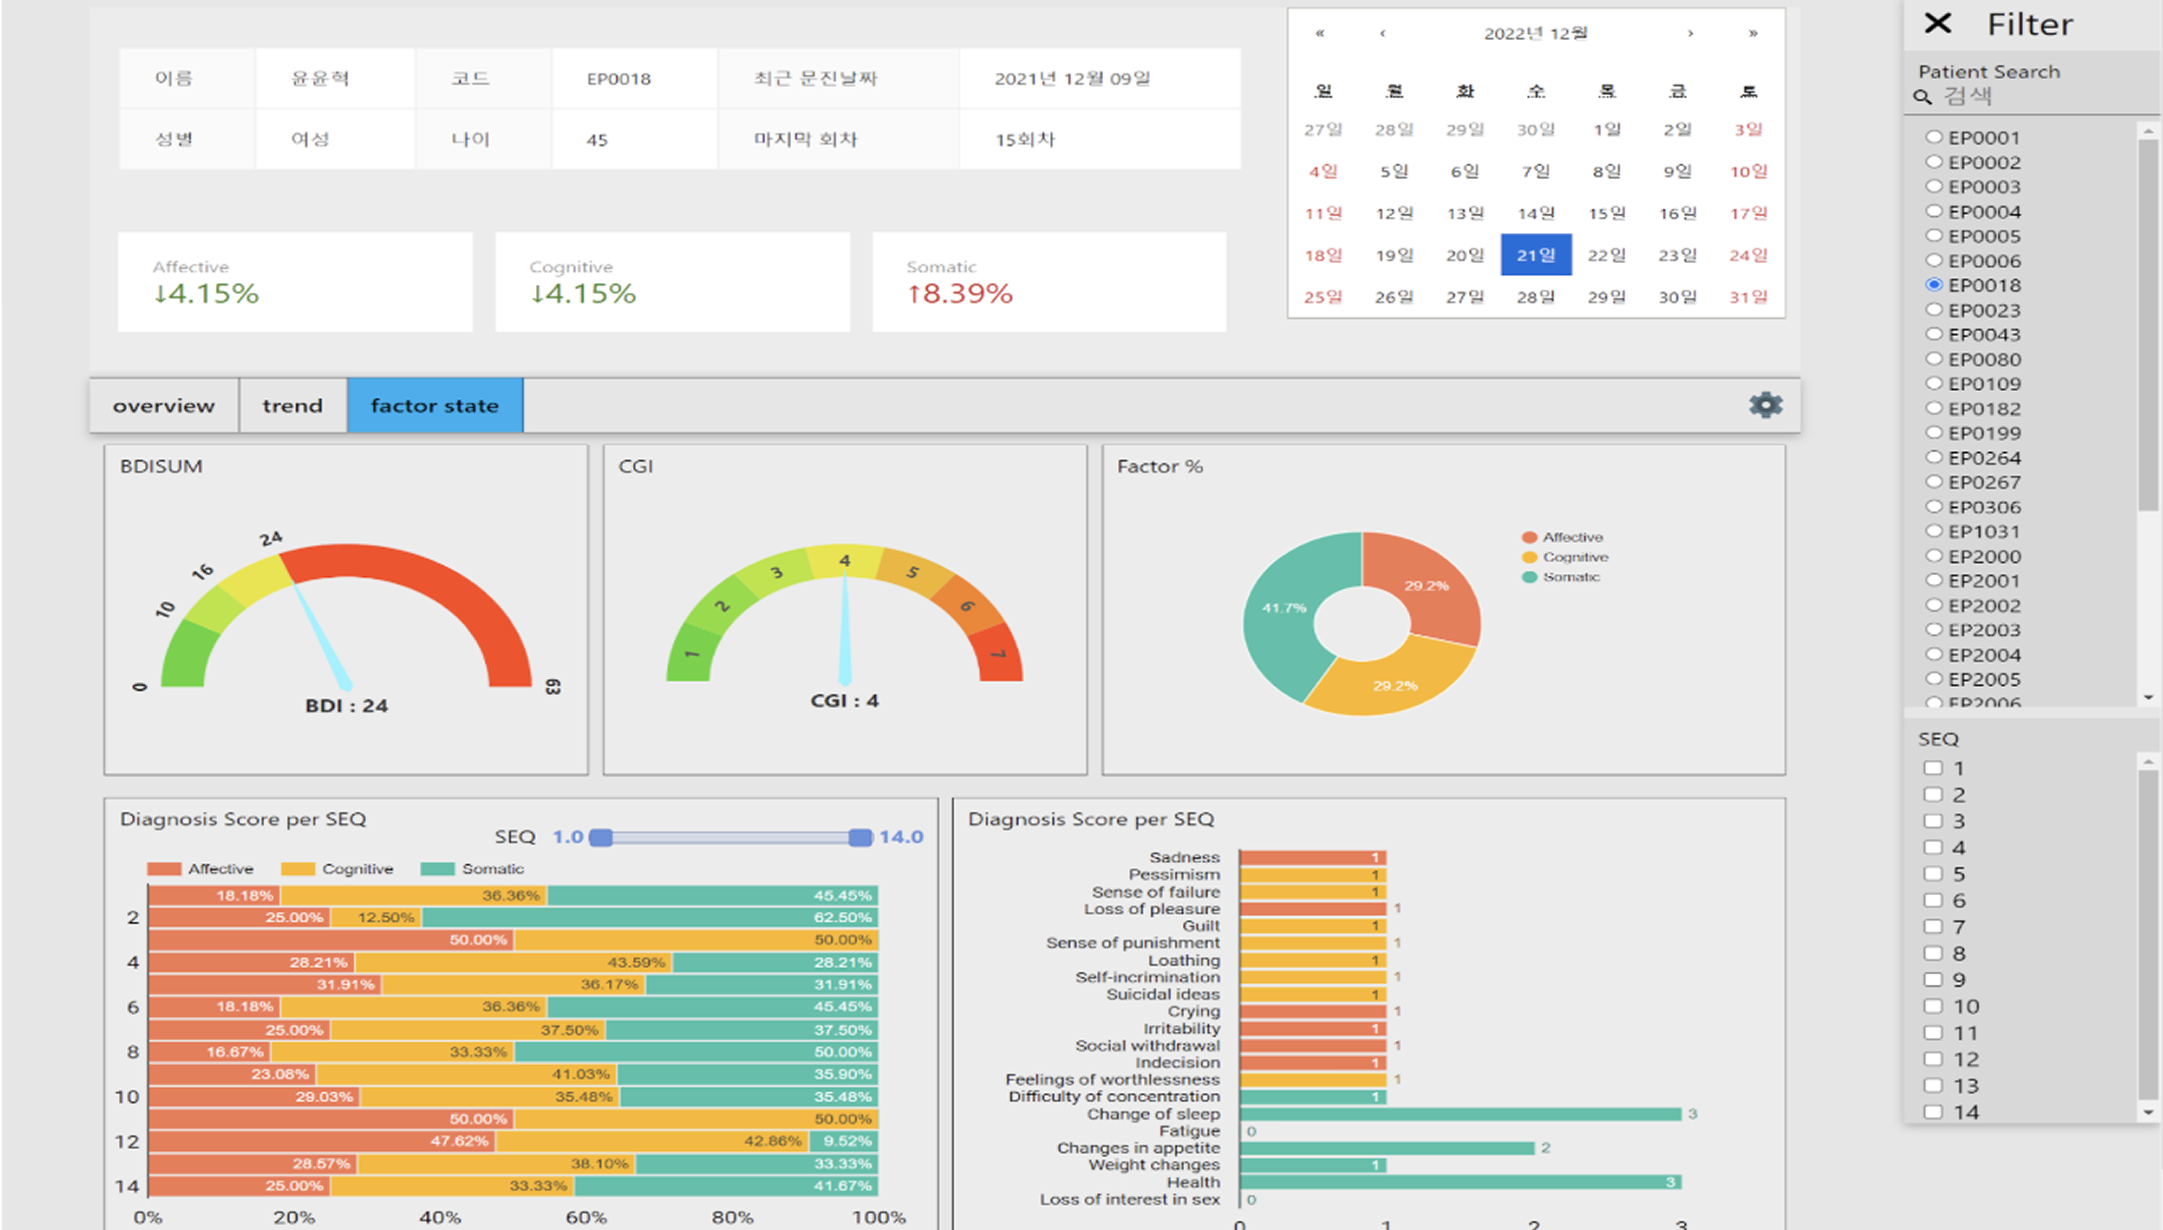 이름 윤윤혁 코드 EP0018 최근 문진날짜 2021년 12월 09일
성별 여성 나이 45 마지막 회차 15회차
Affective
↓4.15%
Cognitive
↓4.15%
Somatic
↑8.39%
« ‹ 2022년 12월 › »
일 월 화 수 목 금 토
27일 28일 29일 30일 1일 2일 3일
4일 5일 6일 7일 8일 9일 10일
11일 12일 13일 14일 15일 16일 17일
18일 19일 20일 21일 22일 23일 24일
25일 26일 27일 28일 29일 30일 31일
overview trend factor state
BDISUM
0 10 16 24 63
BDI : 24
CGI
1 2 3 4 5 6 7
CGI : 4
Factor %
Affective
Cognitive
Somatic
29.2%
41.7%
29.2%
Diagnosis Score per SEQ
SEQ 1.0 14.0
Affective Cognitive Somatic
18.18% 36.36% 45.45%
2 25.00% 12.50% 62.50%
50.00% 50.00%
4 28.21% 43.59% 28.21%
31.91% 36.17% 31.91%
6 18.18% 36.36% 45.45%
25.00% 37.50% 37.50%
8 16.67% 33.33% 50.00%
23.08% 41.03% 35.90%
10 29.03% 35.48% 35.48%
50.00% 50.00%
12 47.62% 42.86% 9.52%
28.57% 38.10% 33.33%
14 25.00% 33.33% 41.67%
0% 20% 40% 60% 80% 100%
Diagnosis Score per SEQ
Sadness 1
Pessimism 1
Sense of failure 1
Loss of pleasure 1
Guilt 1
Sense of punishment 1
Loathing 1
Self-incrimination 1
Suicidal ideas 1
Crying 1
Irritability 1
Social withdrawal 1
Indecision 1
Feelings of worthlessness 1
Difficulty of concentration 1
Change of sleep 3
Fatigue 0
Changes in appetite 2
Weight changes 1
Health 3
Loss of interest in sex 0
0 1 2 3
Filter
Patient Search
검색
EP0001
EP0002
EP0003
EP0004
EP0005
EP0006
EP0018
EP0023
EP0043
EP0080
EP0109
EP0182
EP0199
EP0264
EP0267
EP0306
EP1031
EP2000
EP2001
EP2002
EP2003
EP2004
EP2005
EP2006
SEQ
1
2
3
4
5
6
7
8
9
10
11
12
13
14